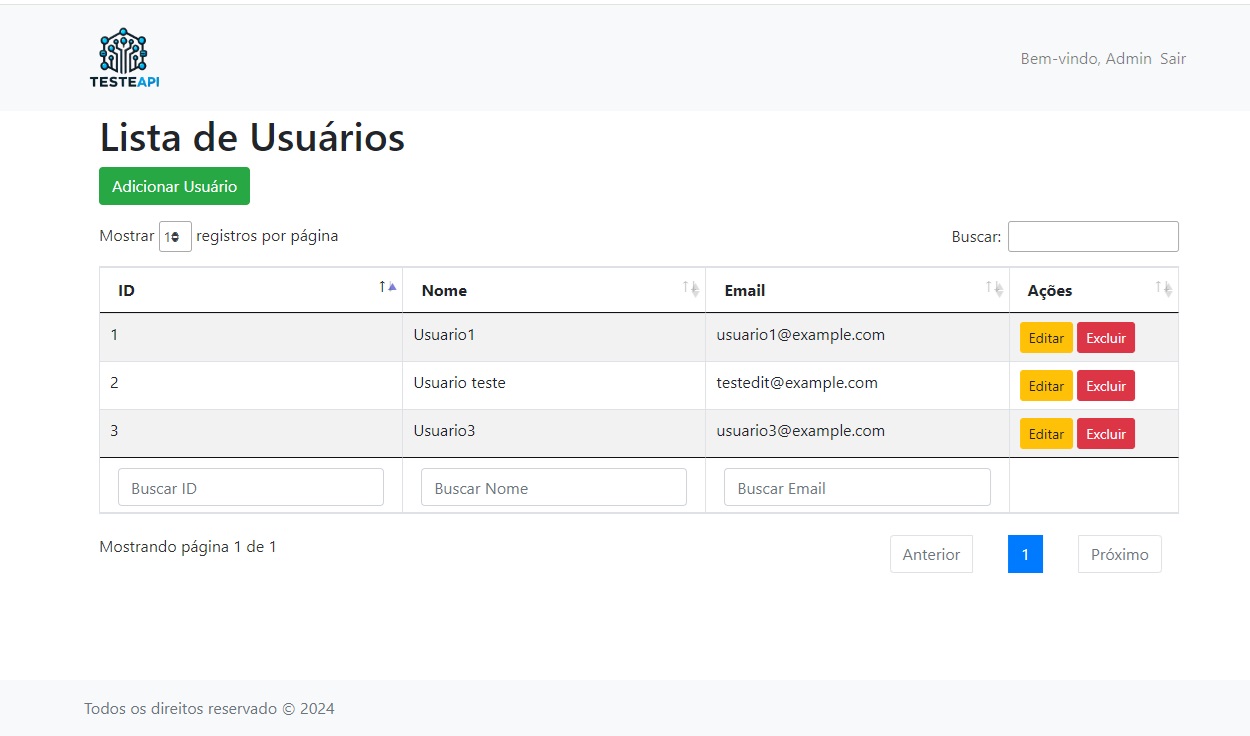 TESTEAPI
Bem-vindo, Admin Sair
Lista de Usuários
Adicionar Usuário
Mostrar registros por página
Buscar:
ID Nome Email Ações
1 Usuario1 usuario1@example.com Editar Excluir
2 Usuario teste testedit@example.com Editar Excluir
3 Usuario3 usuario3@example.com Editar Excluir
Buscar ID Buscar Nome Buscar Email
Mostrando página 1 de 1
Anterior 1 Próximo
Todos os direitos reservado © 2024